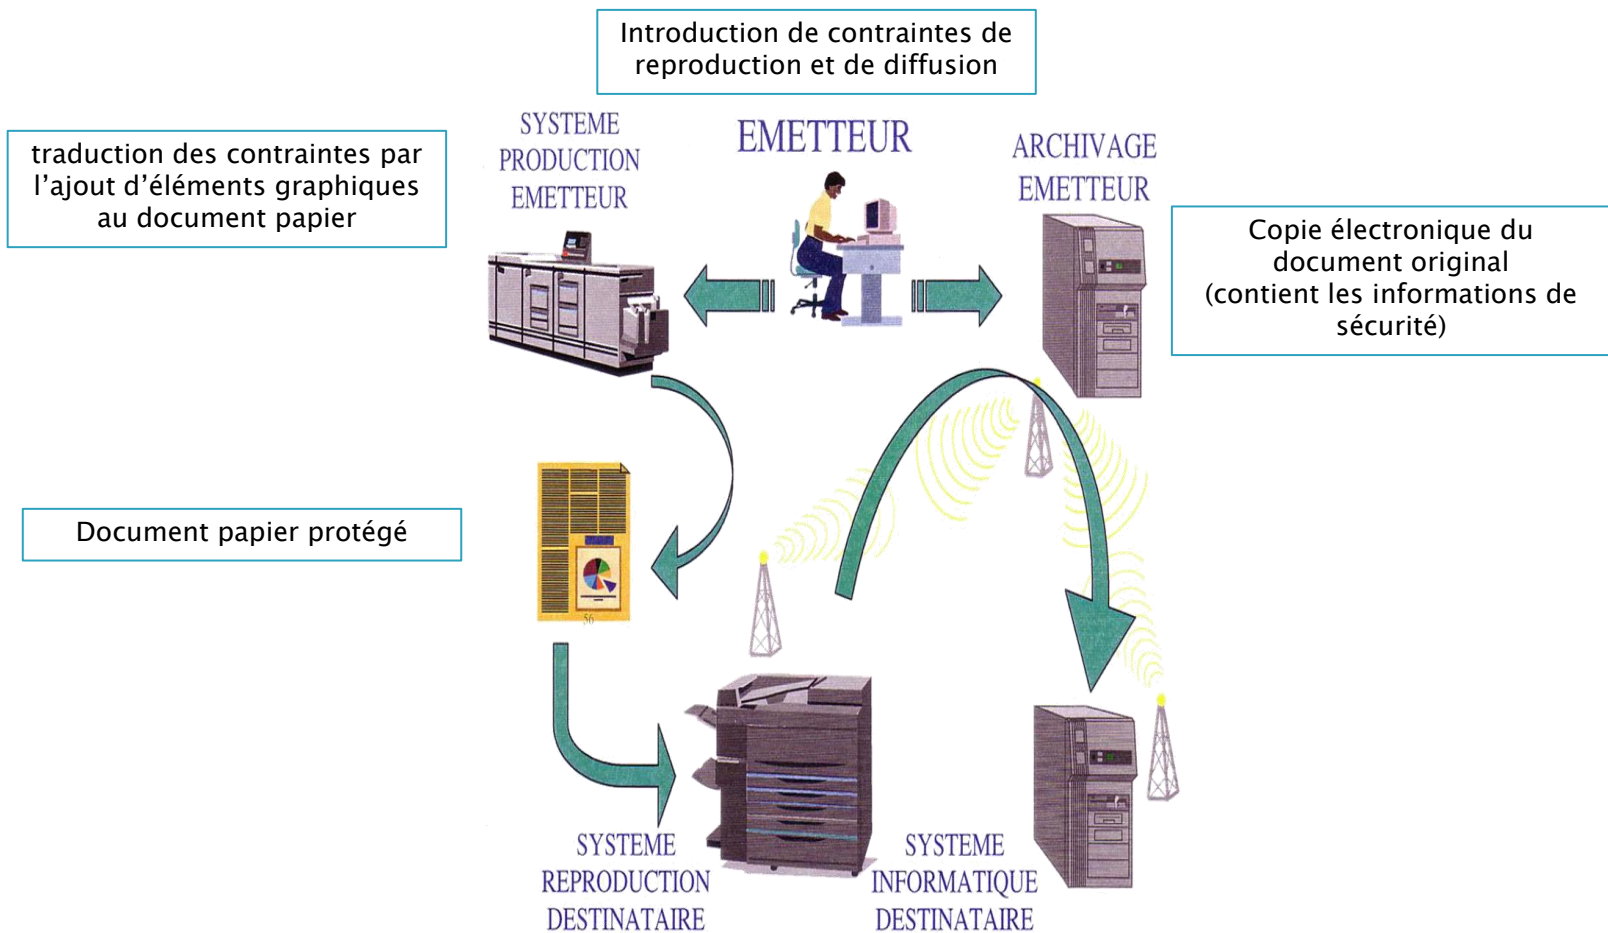 Introduction de contraintes de
reproduction et de diffusion
SYSTEME
PRODUCTION
EMETTEUR
EMETTEUR
ARCHIVAGE
EMETTEUR
traduction des contraintes par
l’ajout d’éléments graphiques
au document papier
Copie électronique du
document original
(contient les informations de
sécurité)
Document papier protégé
56
SYSTEME
REPRODUCTION
DESTINATAIRE
SYSTEME
INFORMATIQUE
DESTINATAIRE